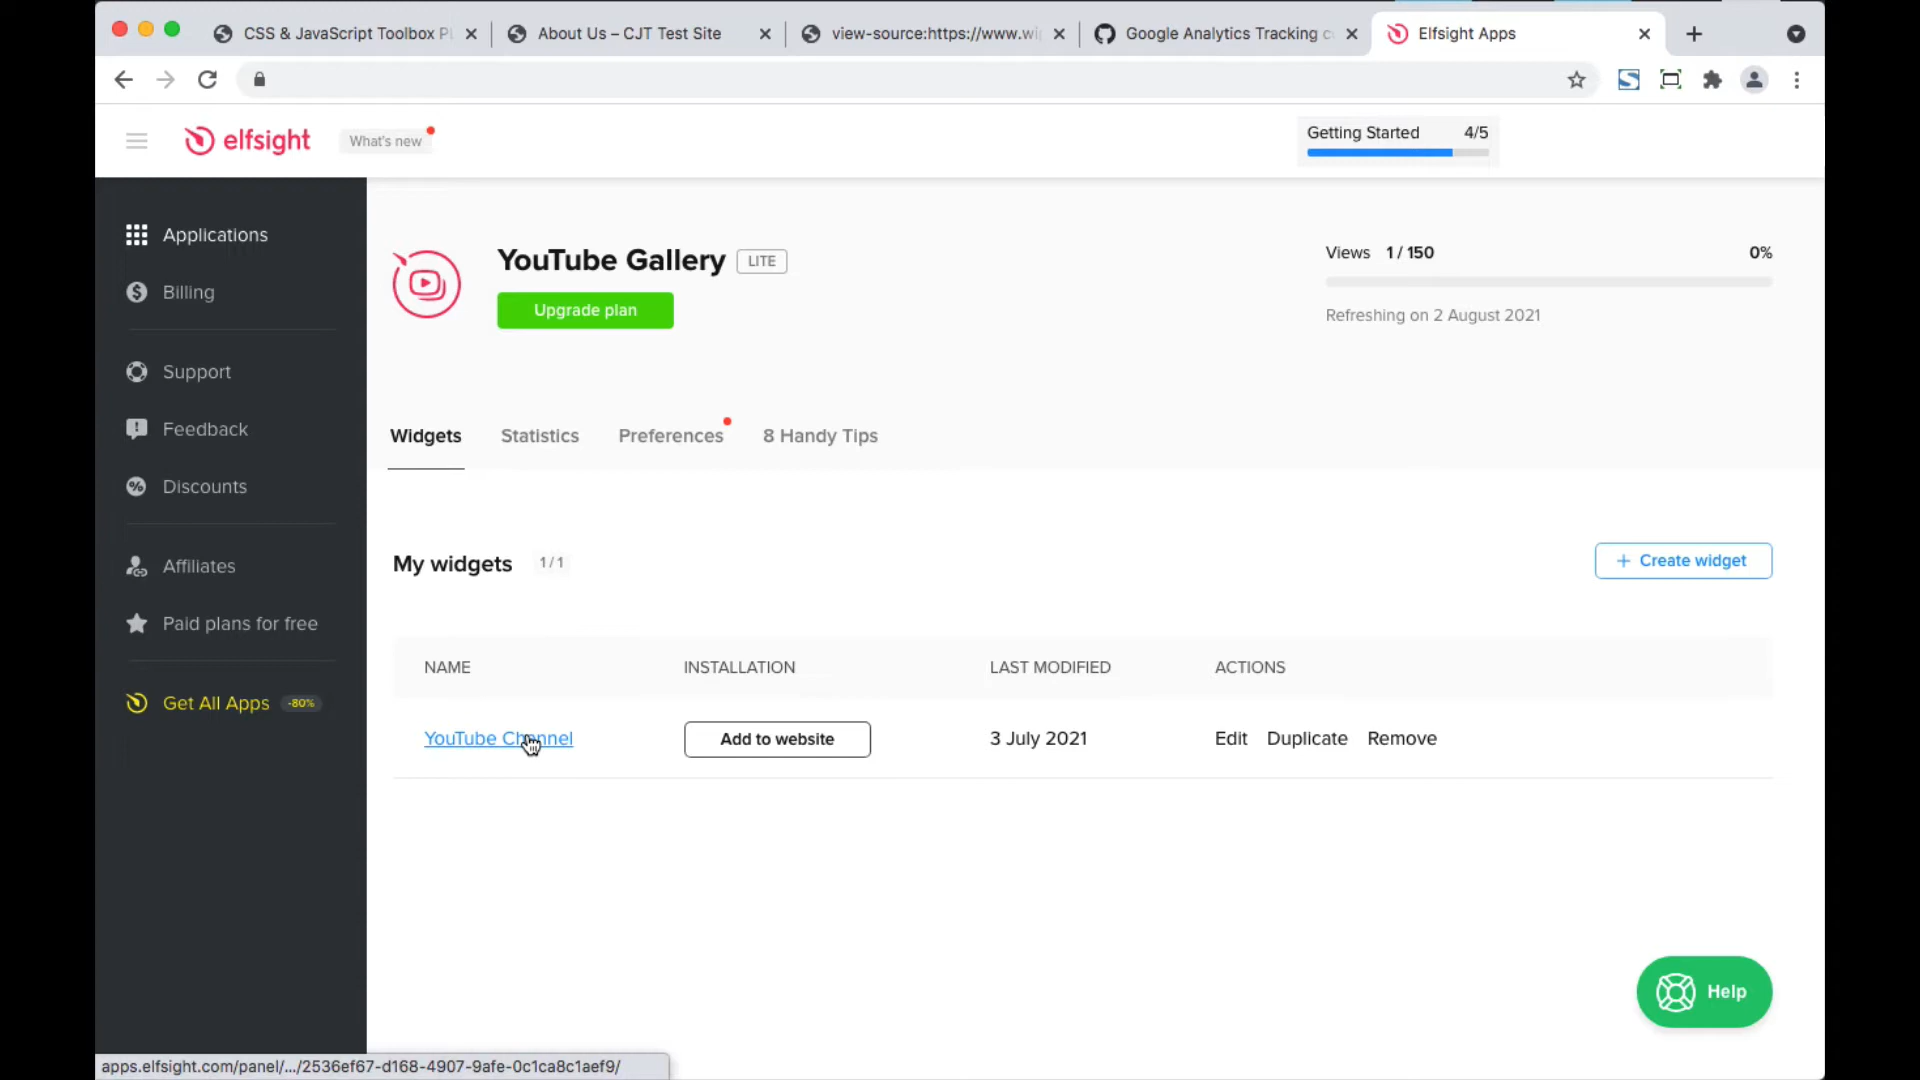 CSS & JavaScript Toolbox Pl
About Us – CJT Test Site
view-source:https://www.wi
Google Analytics Tracking c
Elfsight Apps
elfsight
What's new
Getting Started 4/5
Applications
Billing
Support
Feedback
Discounts
Affiliates
Paid plans for free
Get All Apps -80%
YouTube Gallery LITE
Upgrade plan
Views 1 / 150 0%
Refreshing on 2 August 2021
Widgets Statistics Preferences 8 Handy Tips
My widgets 1/1
+ Create widget
NAME INSTALLATION LAST MODIFIED ACTIONS
YouTube Channel Add to website 3 July 2021 Edit Duplicate Remove
Help
apps.elfsight.com/panel/.../2536ef67-d168-4907-9afe-0c1ca8c1aef9/